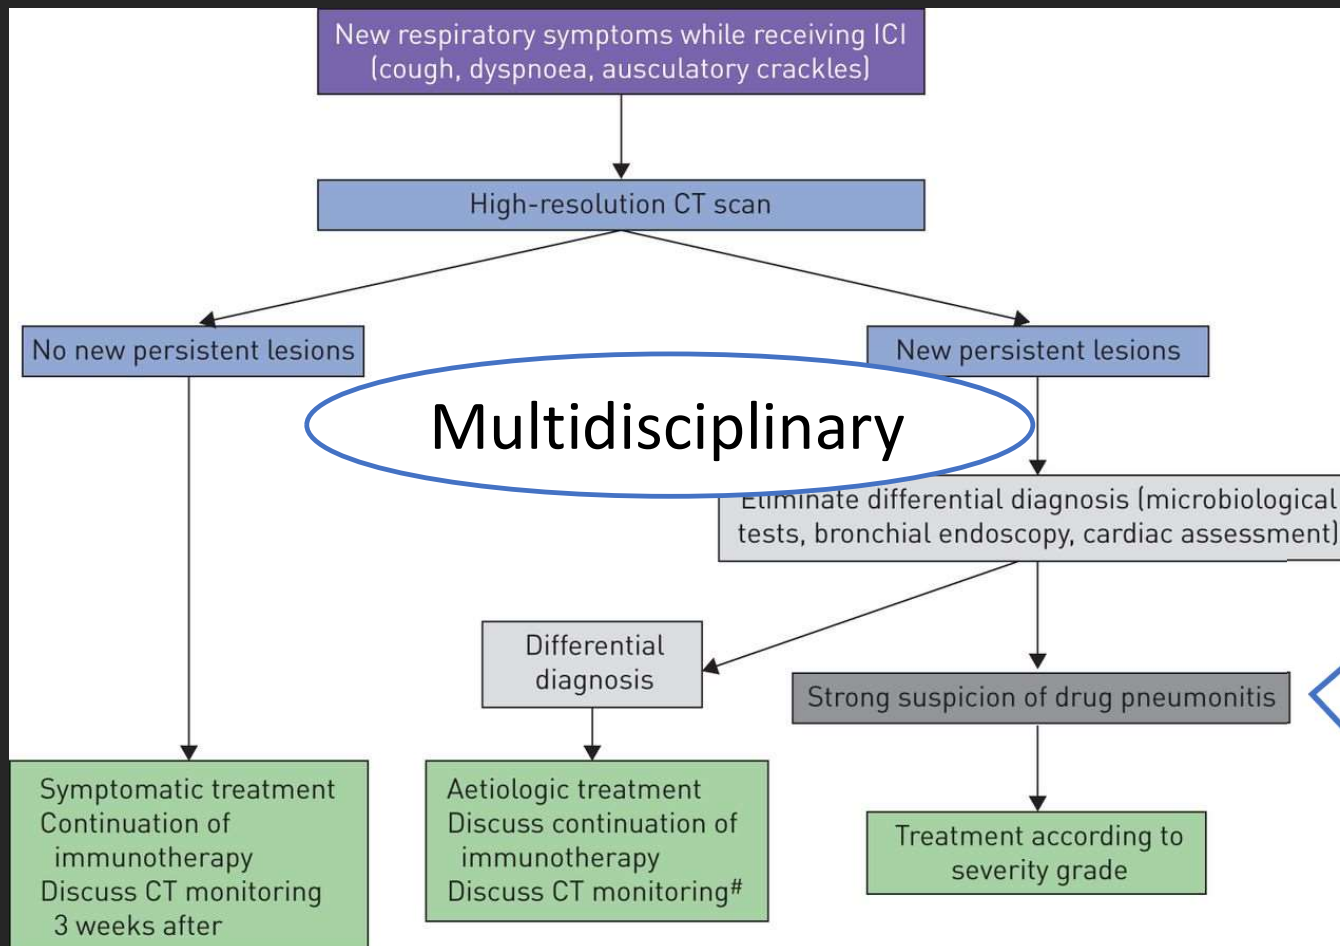 New respiratory symptoms while receiving ICI
(cough, dyspnoea, ausculatory crackles)
High-resolution CT scan
No new persistent lesions
New persistent lesions
Multidisciplinary
Eliminate differential diagnosis (microbiological
tests, bronchial endoscopy, cardiac assessment)
Differential
diagnosis
Strong suspicion of drug pneumonitis
Symptomatic treatment
Continuation of
immunotherapy
Discuss CT monitoring
3 weeks after
Aetiologic treatment
Discuss continuation of
immunotherapy
Discuss CT monitoring#
Treatment according to
severity grade